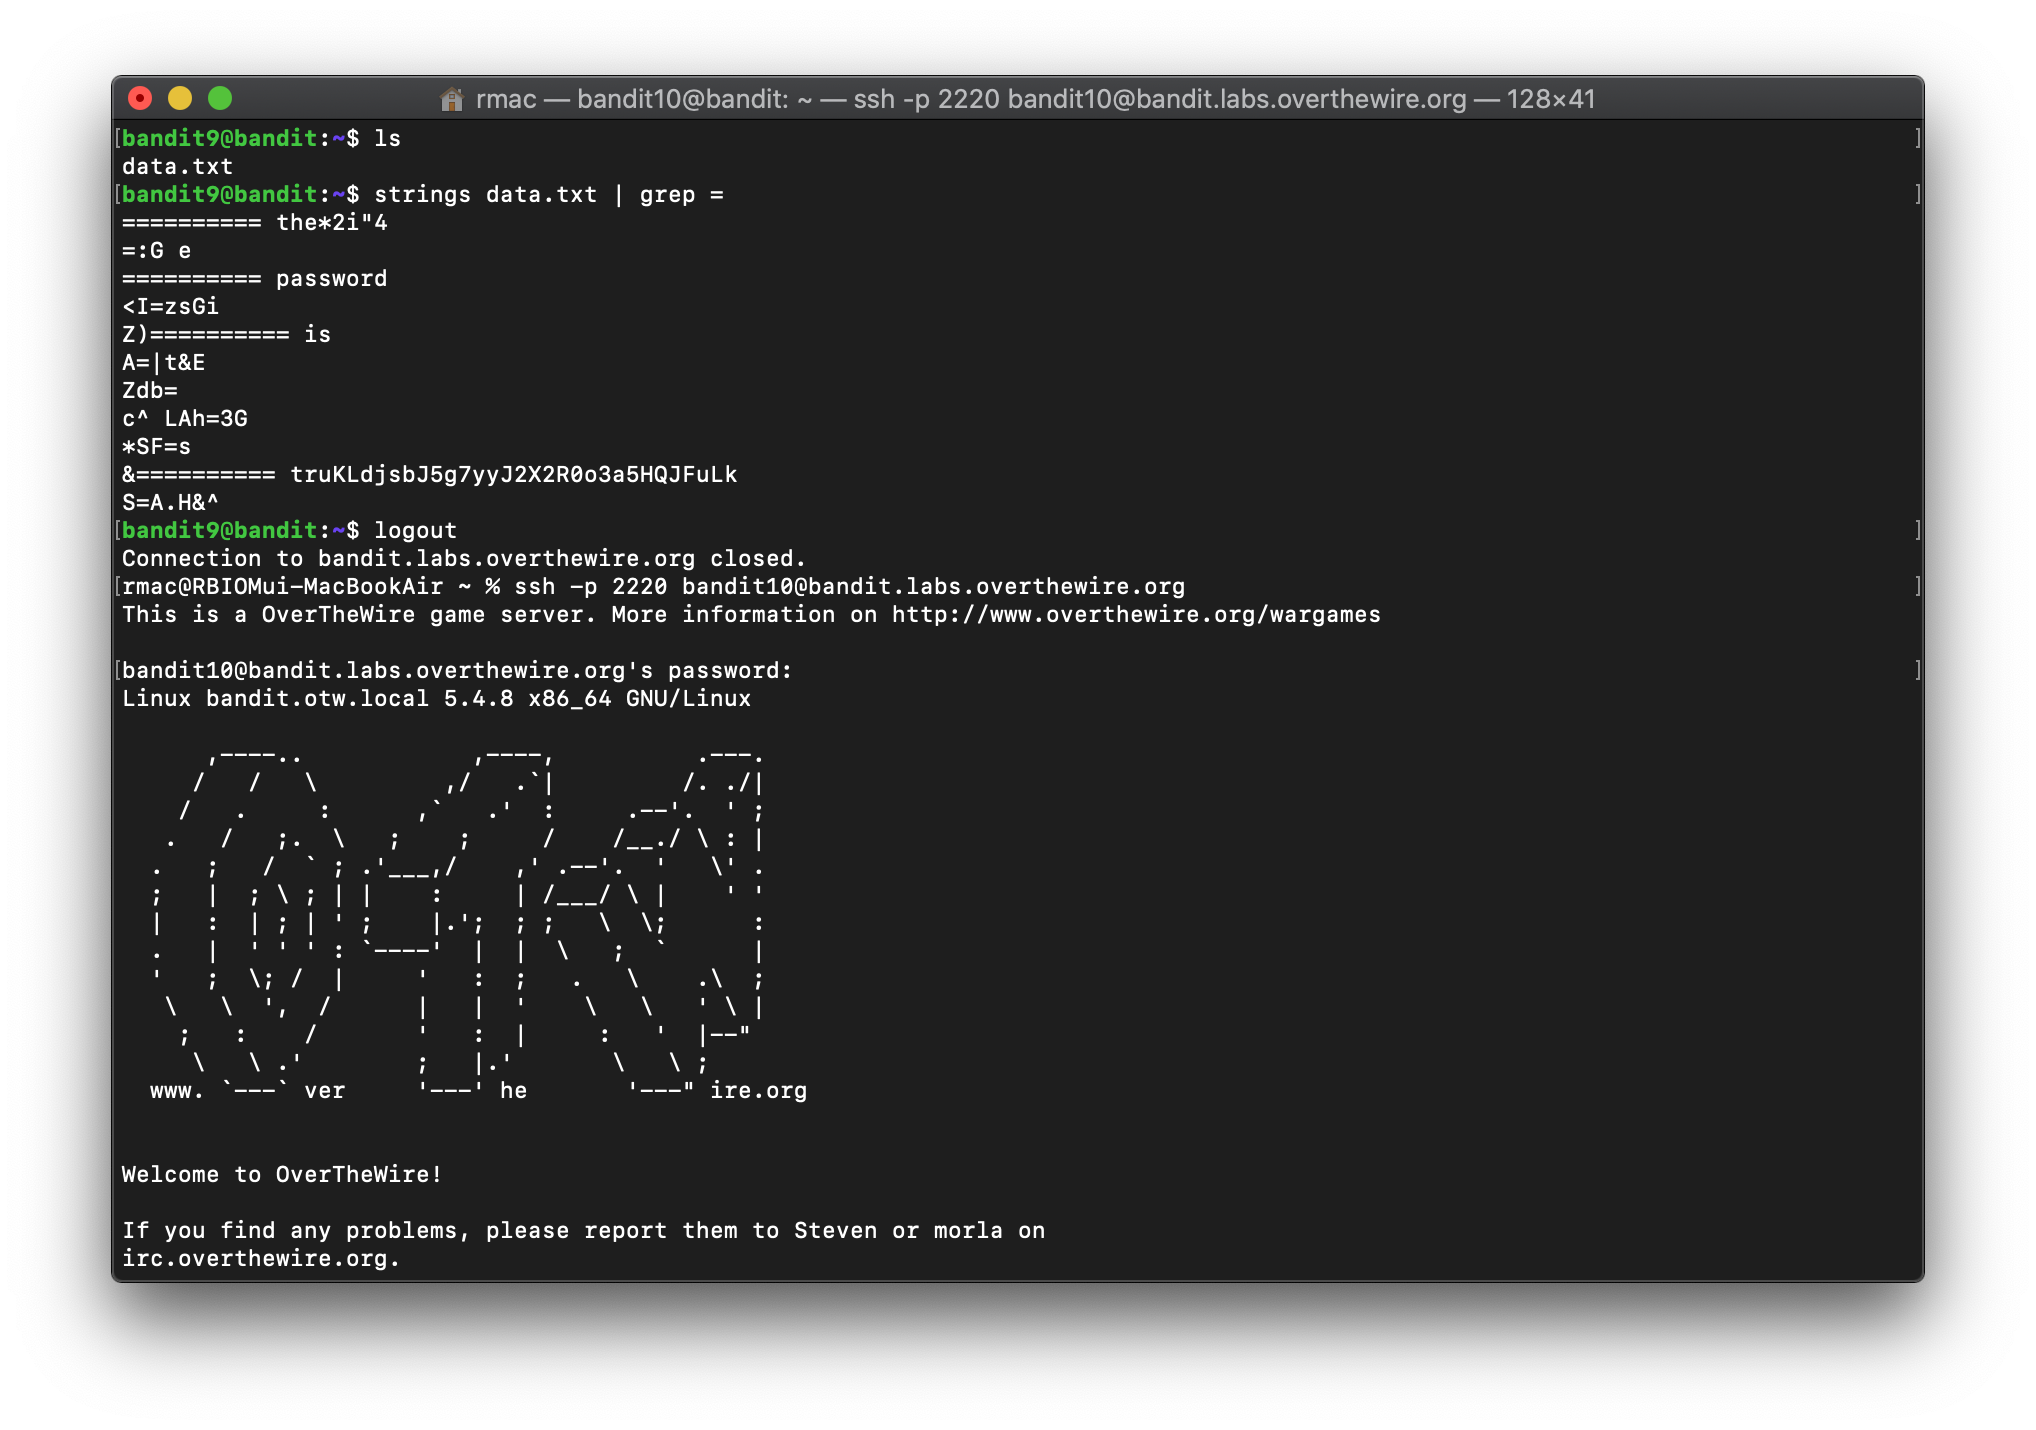 rmac — bandit10@bandit: ~ — ssh -p 2220 bandit10@bandit.labs.overthewire.org — 128×41
[bandit9@bandit:~$ ls ]
data.txt
[bandit9@bandit:~$ strings data.txt | grep = ]
========== the*2i"4
=:G e
========== password
<I=zsGi
Z)========== is
A=|t&E
Zdb=
c^ LAh=3G
*SF=s
&========== truKLdjsbJ5g7yyJ2X2R0o3a5HQJFuLk
S=A.H&^
[bandit9@bandit:~$ logout ]
Connection to bandit.labs.overthewire.org closed.
[rmac@RBIOMui-MacBookAir ~ % ssh -p 2220 bandit10@bandit.labs.overthewire.org ]
This is a OverTheWire game server. More information on http://www.overthewire.org/wargames

[bandit10@bandit.labs.overthewire.org's password: ]
Linux bandit.otw.local 5.4.8 x86_64 GNU/Linux

      ,----..            ,----,          .---.
     /   /   \         ,/   .`|         /. ./|
    /   .     :      ,`   .'  :     .--'.  ' ;
   .   /   ;.  \   ;    ;     /    /__./ \ : |
  .   ;   /  ` ; .'___,/    ,' .--'.  '   \' .
  ;   |  ; \ ; | |    :     | /___/ \ |    ' '
  |   :  | ; | ' ;    |.';  ; ;   \  \;      :
  .   |  ' ' ' : `----'  |  |  \   ;  `      |
  '   ;  \; /  |     '   :  ;   .   \    .\  ;
   \   \  ',  /      |   |  '    \   \   ' \ |
    ;   :    /       '   :  |     :   '  |--"
     \   \ .'        ;   |.'       \   \ ;
  www. `---` ver     '---' he       '---" ire.org

Welcome to OverTheWire!

If you find any problems, please report them to Steven or morla on
irc.overthewire.org.